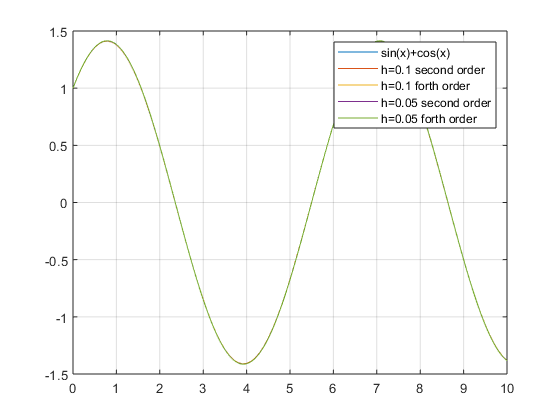 1.5
1
0.5
0
-0.5
-1
-1.5
sin(x)+cos(x)
h=0.1 second order
h=0.1 forth order
h=0.05 second order
h=0.05 forth order
0 1 2 3 4 5 6 7 8 9 10